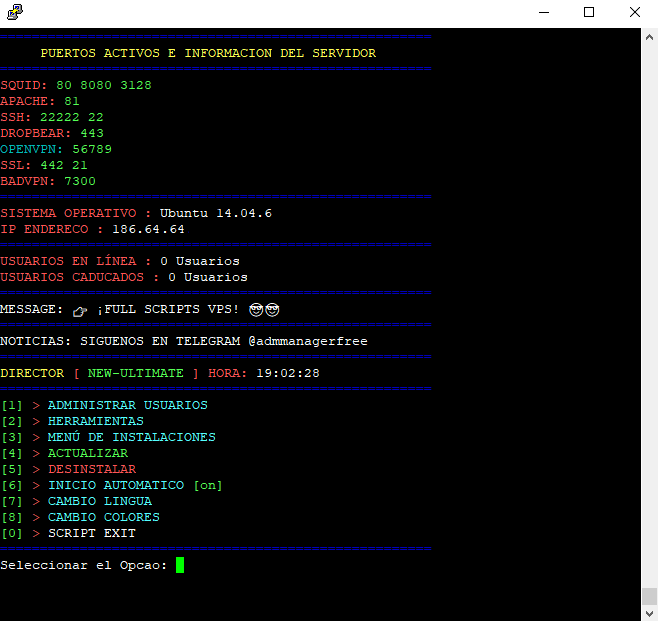 PUERTOS ACTIVOS E INFORMACION DEL SERVIDOR
SQUID: 80 8080 3128
APACHE: 81
SSH: 22222 22
DROPBEAR: 443
OPENVPN: 56789
SSL: 442 21
BADVPN: 7300
SISTEMA OPERATIVO : Ubuntu 14.04.6
IP ENDERECO : 186.64.64
USUARIOS EN LÍNEA : 0 Usuarios
USUARIOS CADUCADOS : 0 Usuarios
MESSAGE: 👉 ¡FULL SCRIPTS VPS! 😎😎
NOTICIAS: SIGUENOS EN TELEGRAM @admmanagerfree
DIRECTOR [ NEW-ULTIMATE ] HORA: 19:02:28
[1] > ADMINISTRAR USUARIOS
[2] > HERRAMIENTAS
[3] > MENÚ DE INSTALACIONES
[4] > ACTUALIZAR
[5] > DESINSTALAR
[6] > INICIO AUTOMATICO [on]
[7] > CAMBIO LINGUA
[8] > CAMBIO COLORES
[0] > SCRIPT EXIT
Seleccionar el Opcao: